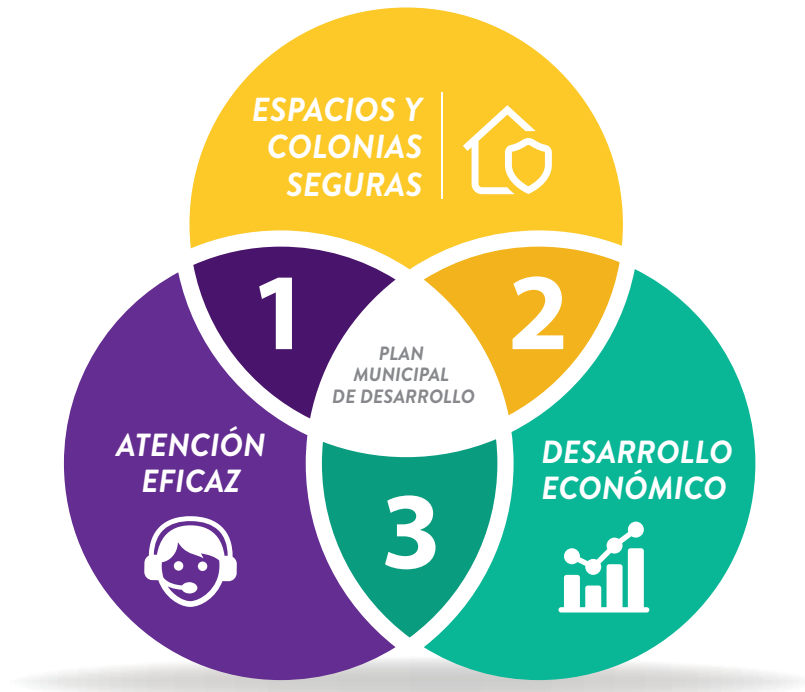 ESPACIOS Y
COLONIAS
SEGURAS
1
2
PLAN
MUNICIPAL
DE DESARROLLO
ATENCIÓN
EFICAZ
DESARROLLO
ECONÓMICO
3